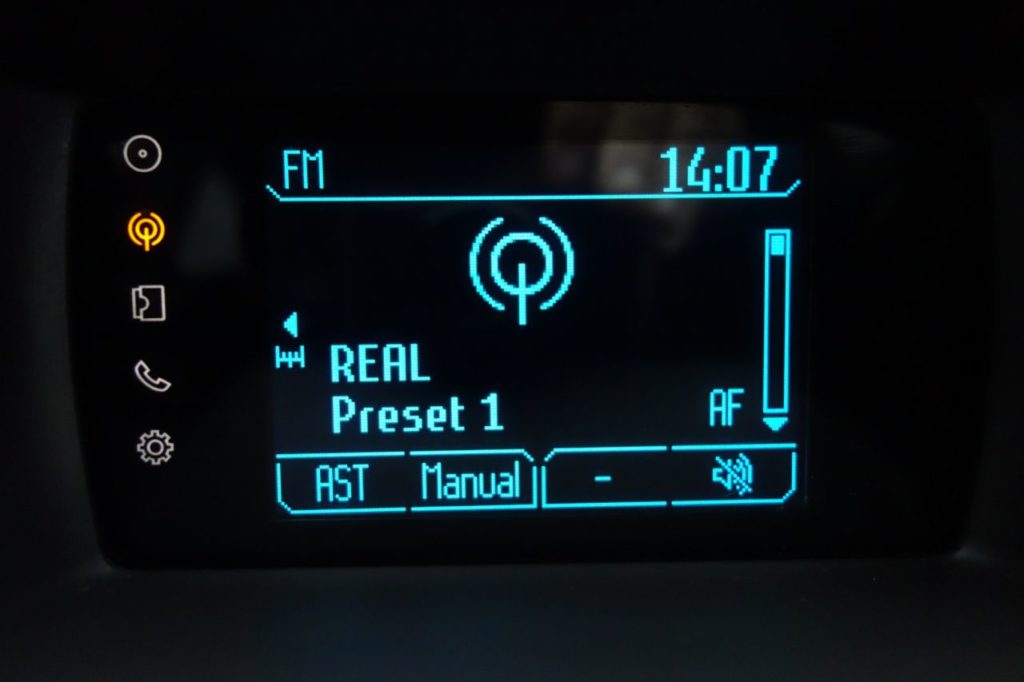 FM 14:07
REAL
Preset 1 AF
AST Manual -